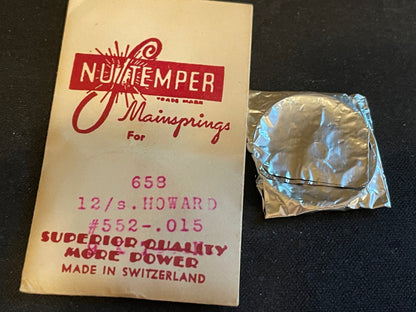 NU-TEMPER
TRADE MARK
Mainsprings
For
658
12/s. HOWARD
#552-.015
SUPERIOR QUALITY
MORE POWER
MADE IN SWITZERLAND